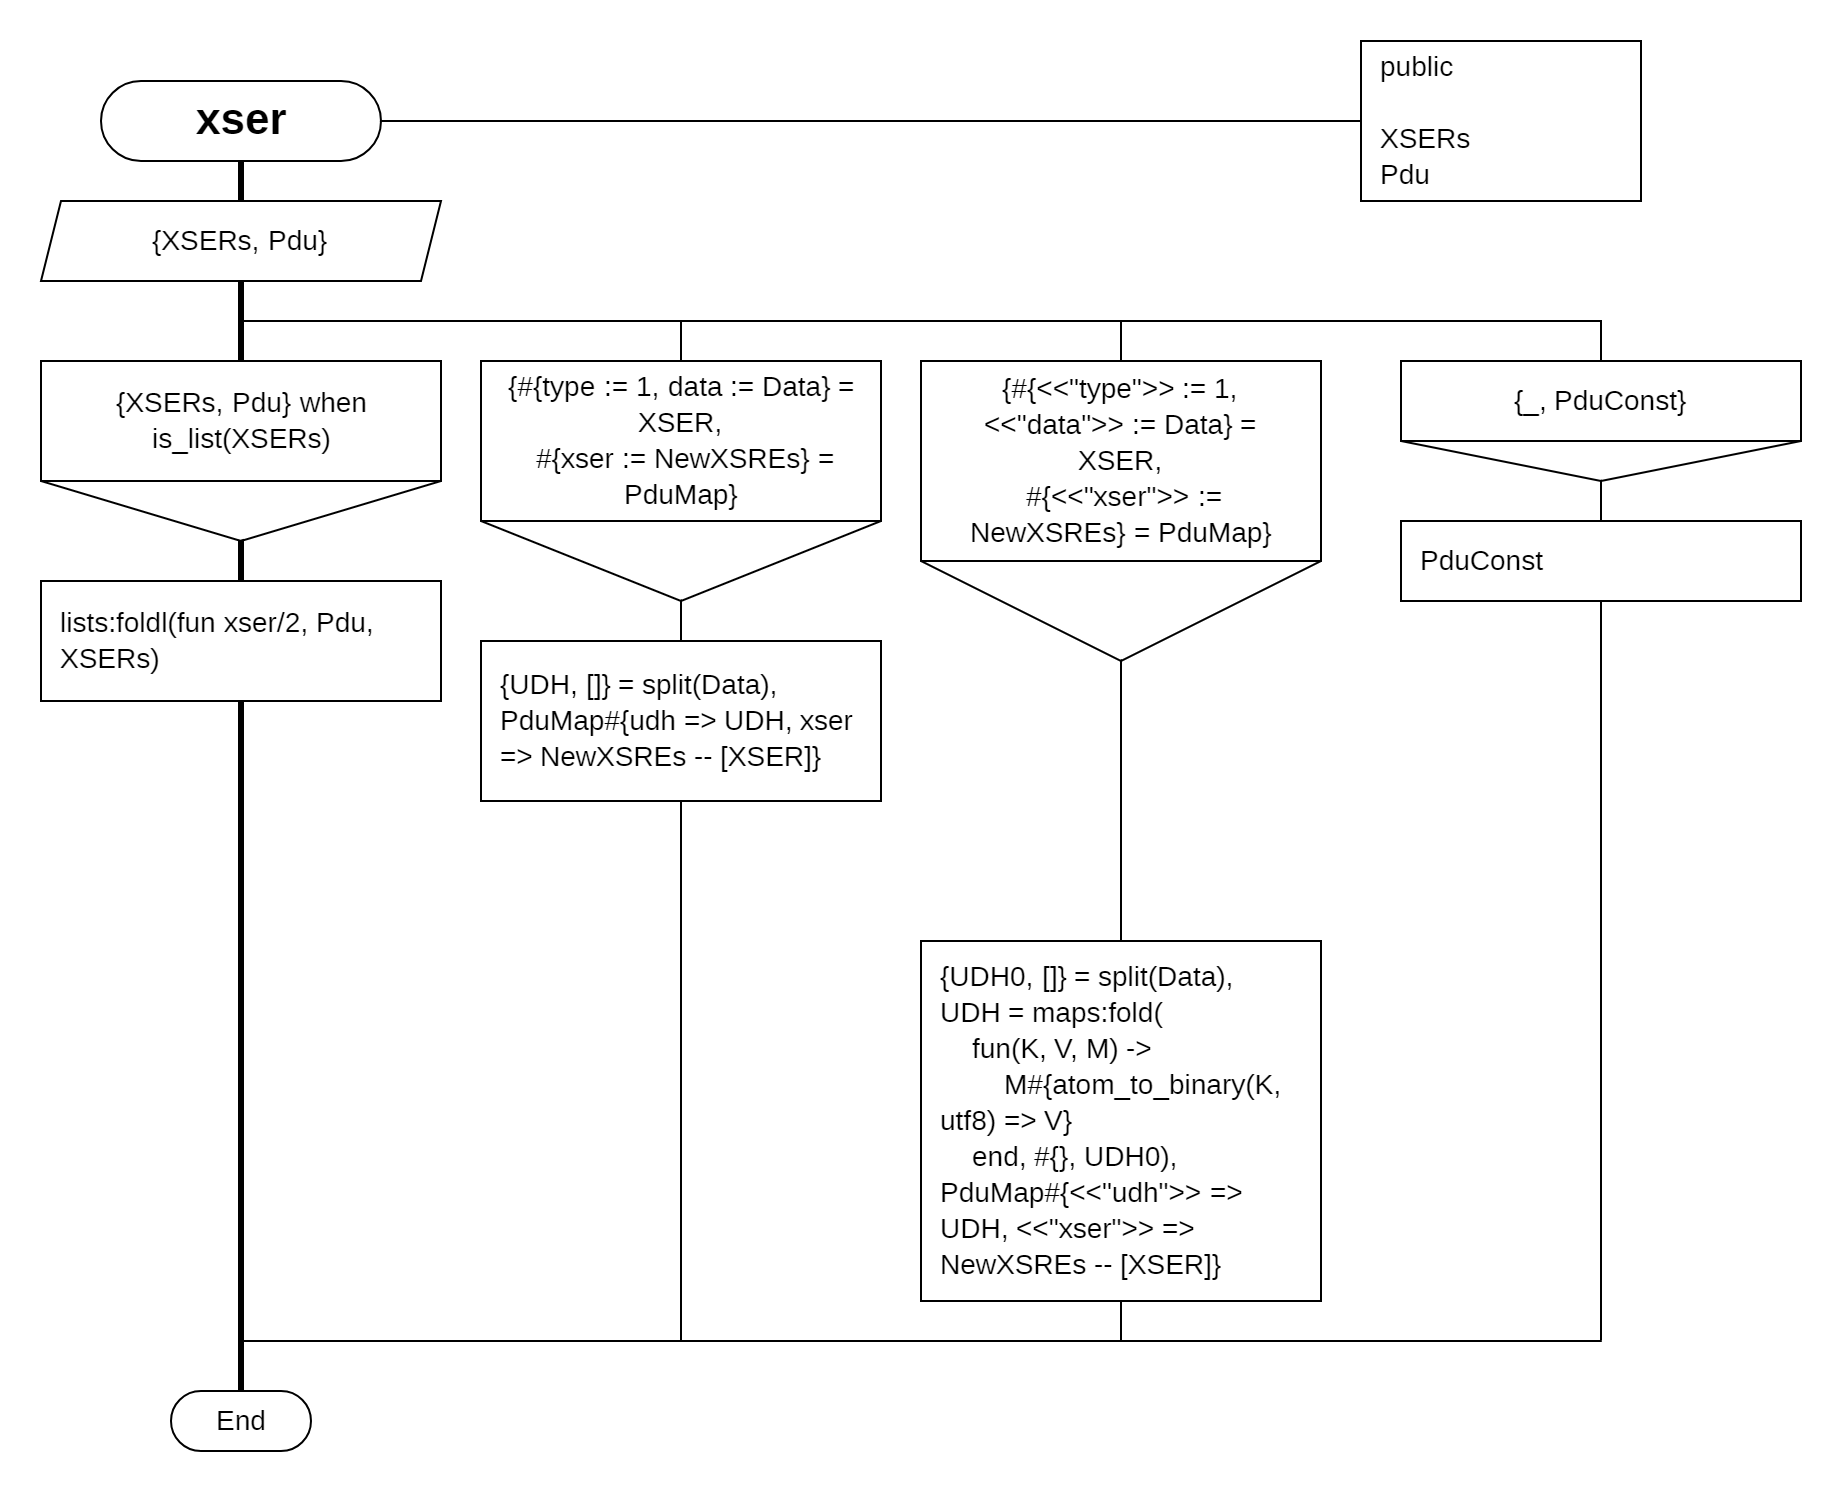 xser
public
XSERs
Pdu
{XSERs, Pdu}
{XSERs, Pdu} when
is_list(XSERs)
lists:foldl(fun xser/2, Pdu,
XSERs)
{#{type := 1, data := Data} =
XSER,
#{xser := NewXSREs} =
PduMap}
{UDH, []} = split(Data),
PduMap#{udh => UDH, xser
=> NewXSREs -- [XSER]}
{#{<<"type">> := 1,
<<"data">> := Data} =
XSER,
#{<<"xser">> :=
NewXSREs} = PduMap}
{UDH0, []} = split(Data),
UDH = maps:fold(
    fun(K, V, M) ->
        M#{atom_to_binary(K,
utf8) => V}
    end, #{}, UDH0),
PduMap#{<<"udh">> =>
UDH, <<"xser">> =>
NewXSREs -- [XSER]}
{_, PduConst}
PduConst
End